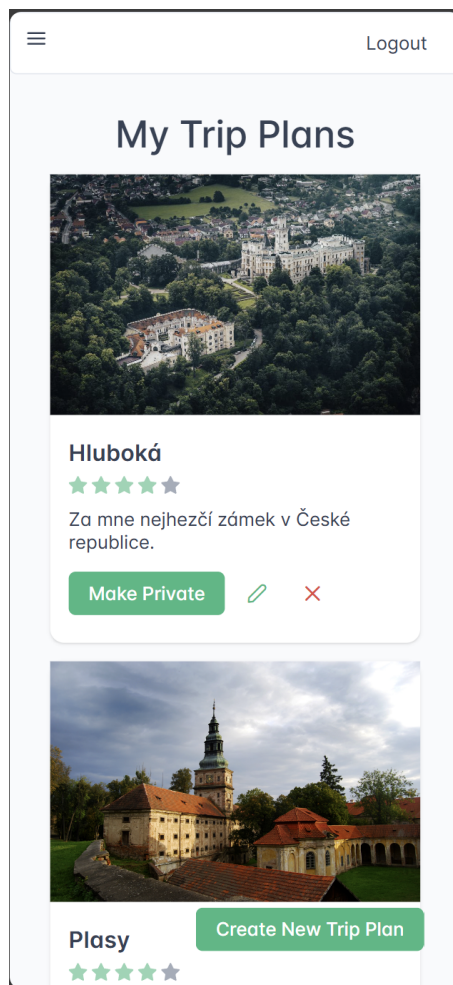 Logout
My Trip Plans
Hluboká
Za mne nejhezčí zámek v České
republice.
Make Private
Plasy
Create New Trip Plan